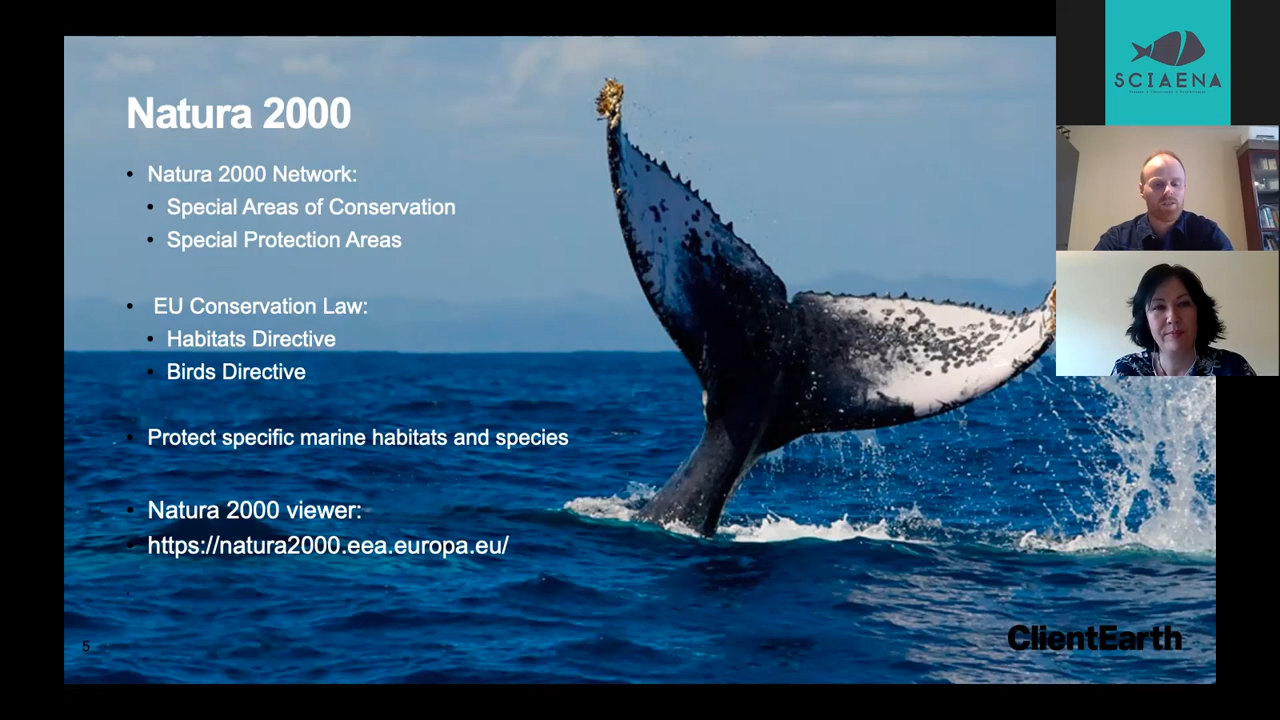 Natura 2000
• Natura 2000 Network:
• Special Areas of Conservation
• Special Protection Areas
• EU Conservation Law:
• Habitats Directive
• Birds Directive
• Protect specific marine habitats and species
• Natura 2000 viewer:
• https://natura2000.eea.europa.eu/
5
ClientEarth
SCIAENA